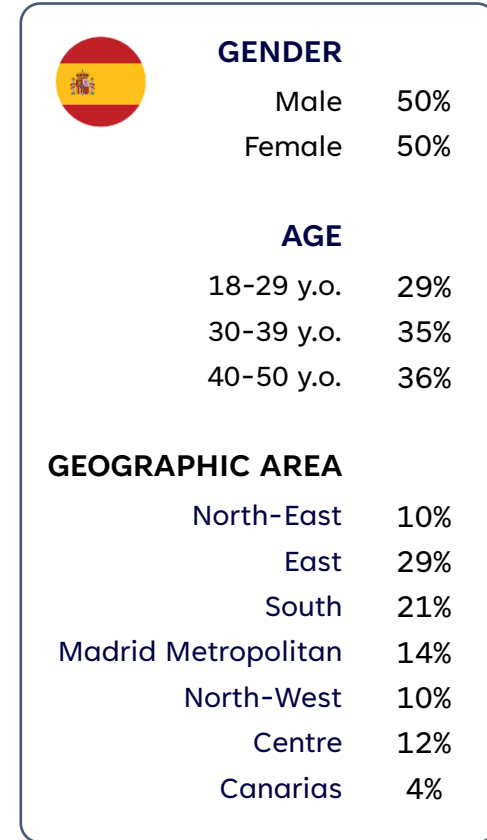 GENDER
Male 50%
Female 50%
AGE
18-29 y.o. 29%
30-39 y.o. 35%
40-50 y.o. 36%
GEOGRAPHIC AREA
North-East 10%
East 29%
South 21%
Madrid Metropolitan 14%
North-West 10%
Centre 12%
Canarias 4%